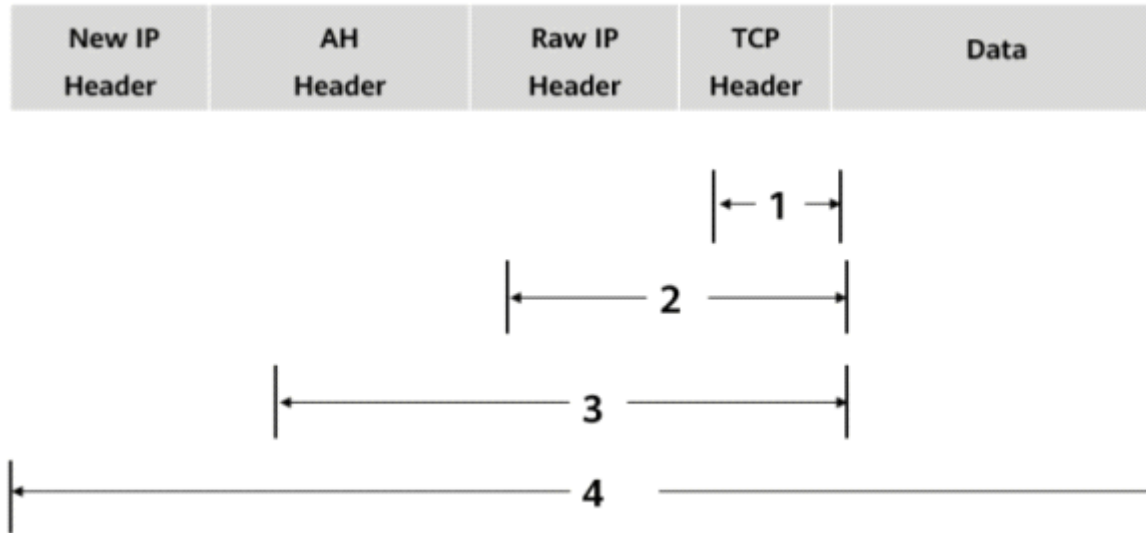 New IP Header
AH Header
Raw IP Header
TCP Header
Data
1
2
3
4